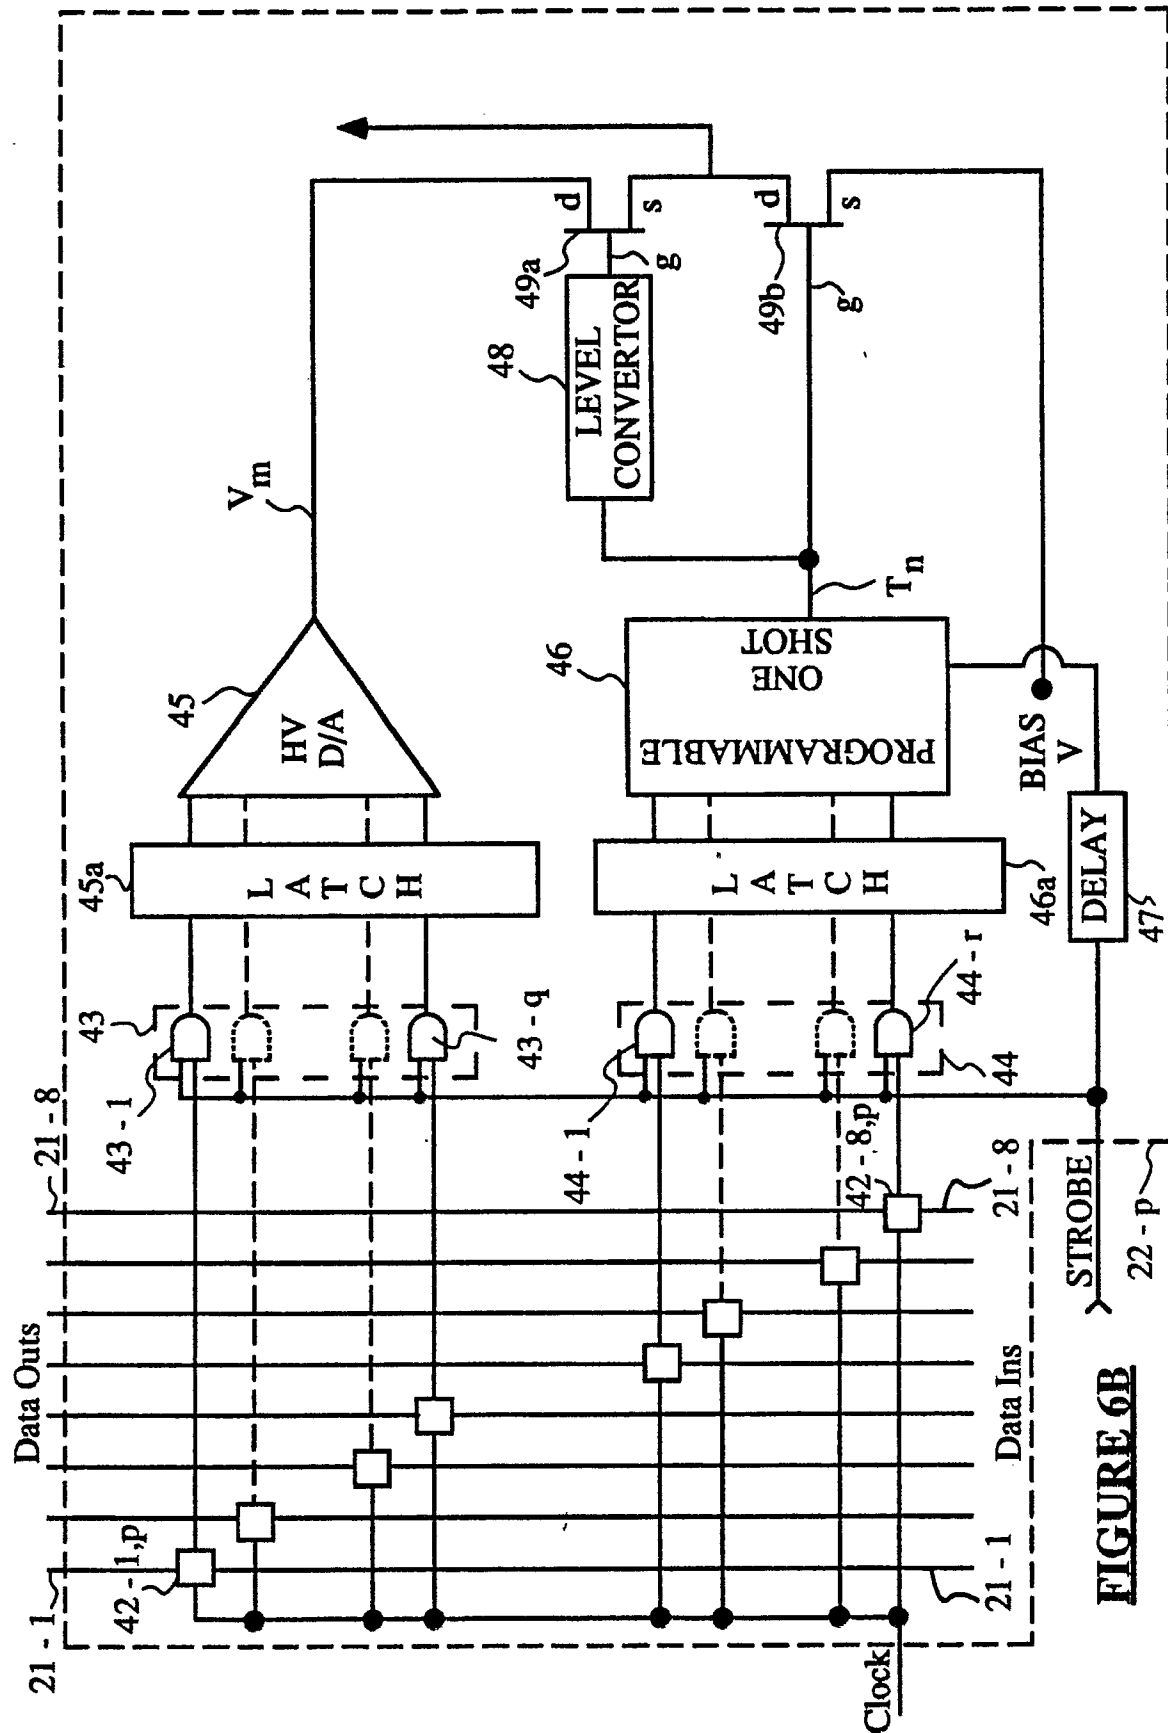 21 - 1
Data Outs
21 - 8
42 - 1,p
43 - 1
43
43 - q
45a
L
A
T
C
H
45
HV
D/A
V
m
48
LEVEL
CONVERTOR
49a
d
s
g
49b
d
s
g
44 - 1
42 - 8,p
44 - r
44
L
A
T
C
H
46a
46
PROGRAMMABLE
ONE
SHOT
T
n
Clock
21 - 1
Data Ins
21 - 8
STROBE
22 - p
DELAY
47
BIAS
V
FIGURE 6B